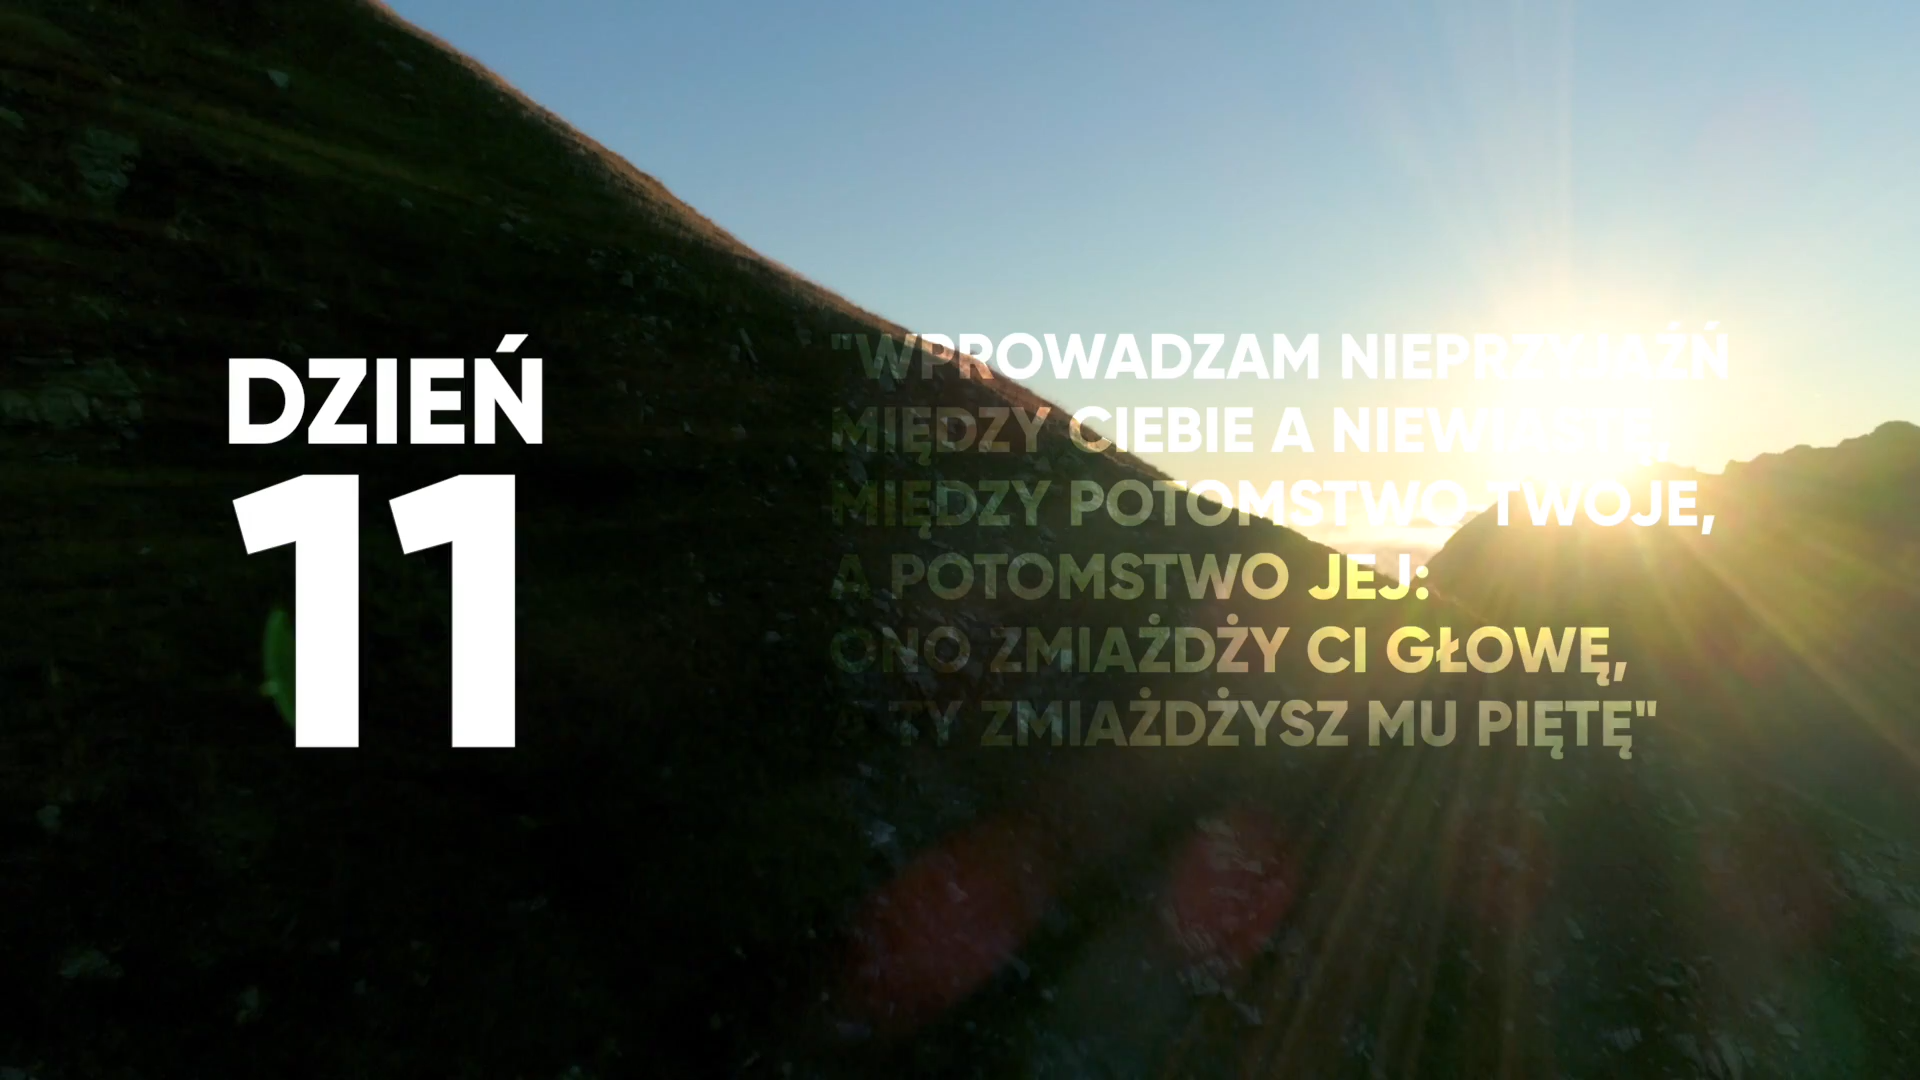 DZIEŃ
11
"WPROWADZAM NIEPRZYJAŹŃ
MIĘDZY CIEBIE A NIEWIASTĘ,
MIĘDZY POTOMSTWO TWOJE,
A POTOMSTWO JEJ:
ONO ZMIAŻDŻY CI GŁOWĘ,
A TY ZMIAŻDŻYSZ MU PIĘTĘ"